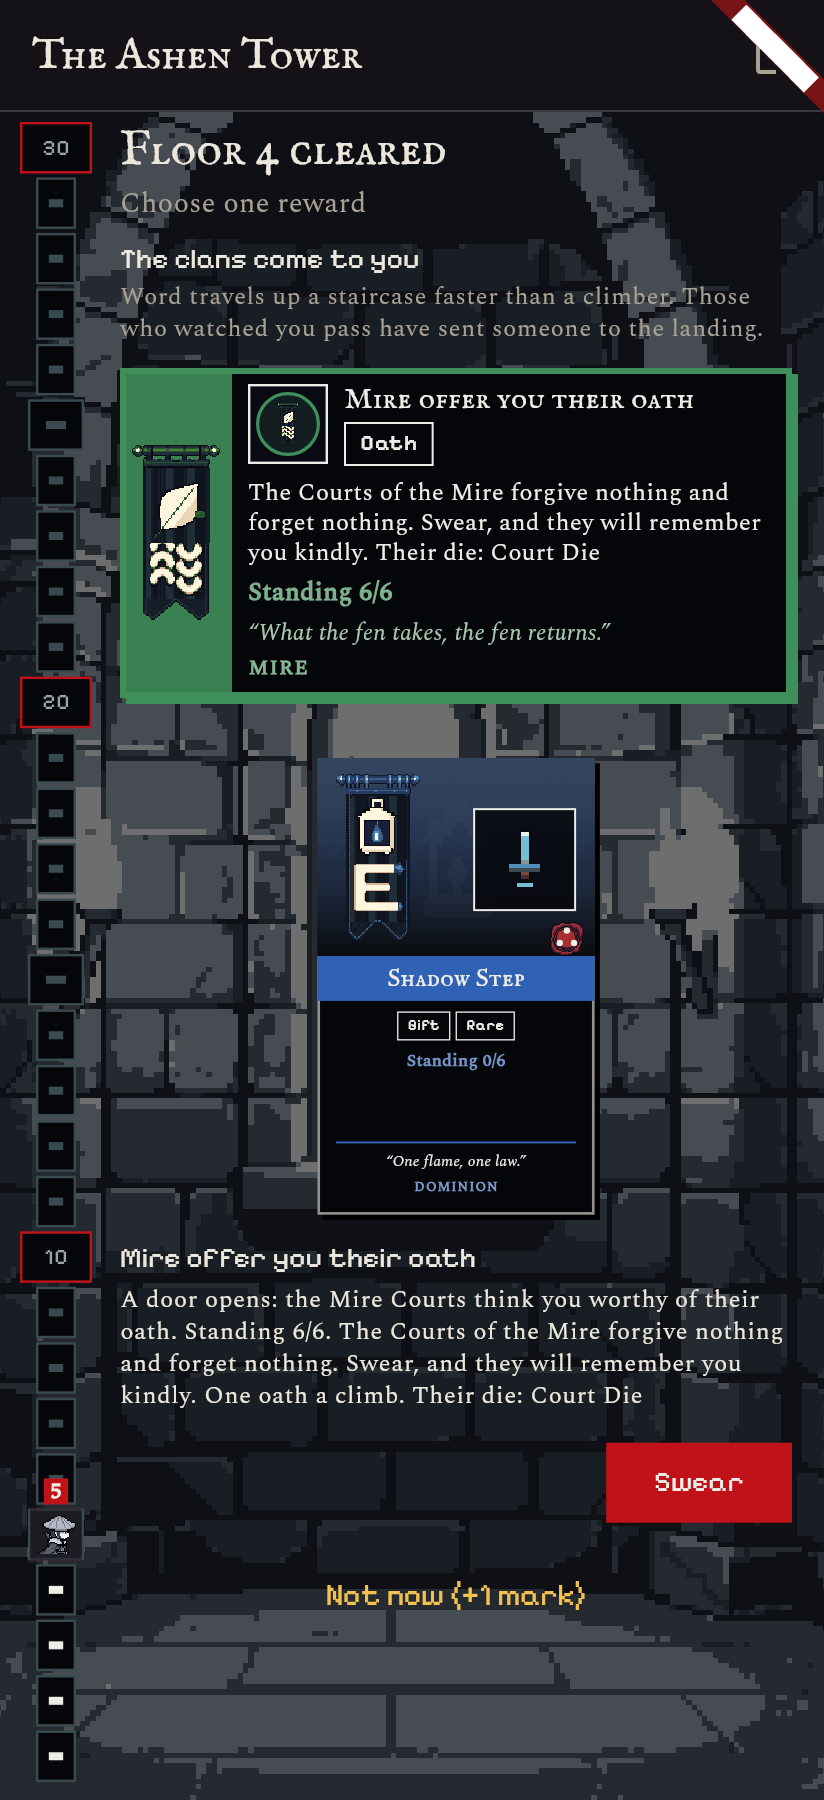 The Ashen Tower
30
Floor 4 cleared
Choose one reward
The clans come to you
Word travels up a staircase faster than a climber. Those
who watched you pass have sent someone to the landing.
Mire offer you their oath
Oath
The Courts of the Mire forgive nothing and
forget nothing. Swear, and they will remember
you kindly. Their die: Court Die
Standing 6/6
“What the fen takes, the fen returns.”
MIRE
20
E
Shadow Step
Gift
Rare
Standing 0/6
“One flame, one law.”
DOMINION
10
Mire offer you their oath
A door opens: the Mire Courts think you worthy of their
oath. Standing 6/6. The Courts of the Mire forgive nothing
and forget nothing. Swear, and they will remember you
kindly. One oath a climb. Their die: Court Die
5
Swear
Not now (+1 mark)